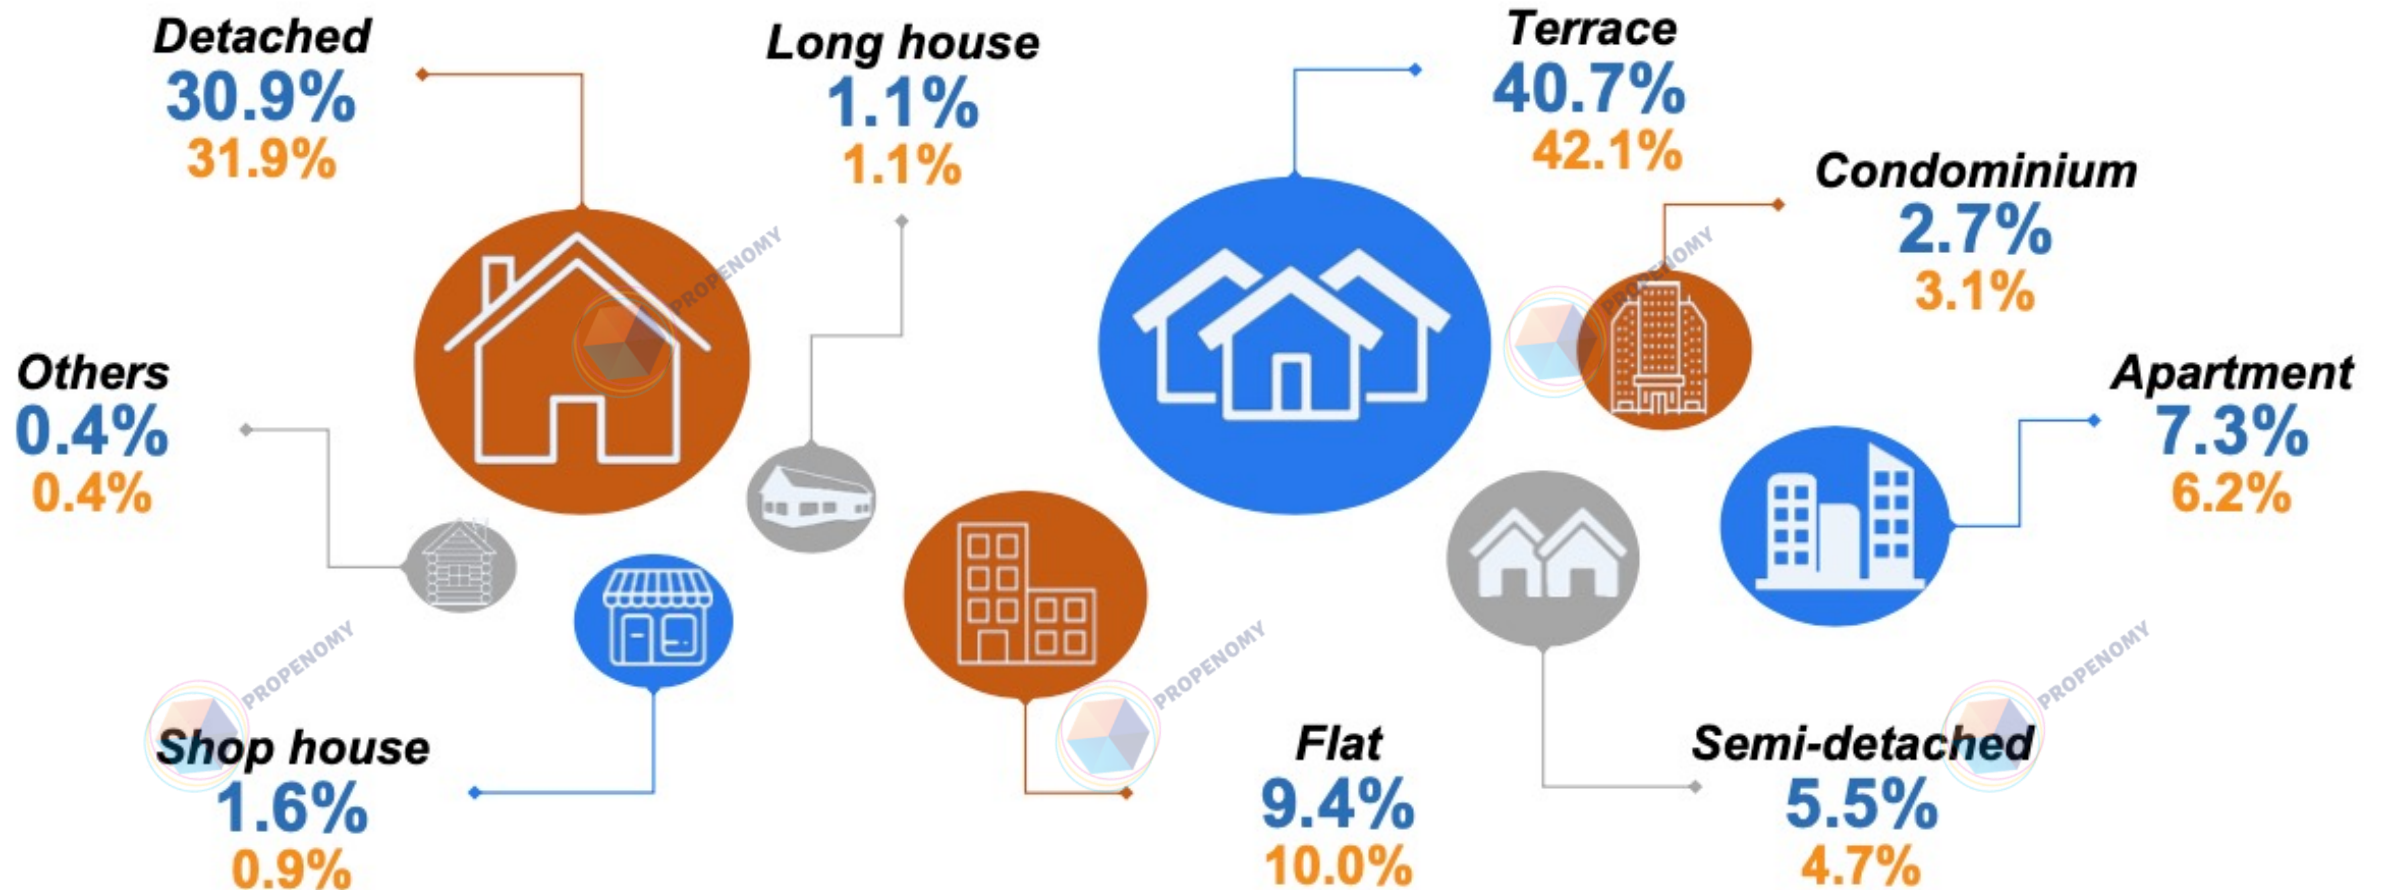 Detached
30.9%
31.9%
Long house
1.1%
1.1%
Terrace
40.7%
42.1%
Condominium
2.7%
3.1%
Others
0.4%
0.4%
Apartment
7.3%
6.2%
Shop house
1.6%
0.9%
Flat
9.4%
10.0%
Semi-detached
5.5%
4.7%
PROPENOMY
PROPENOMY
PROPENOMY
PROPENOMY
PROPENOMY